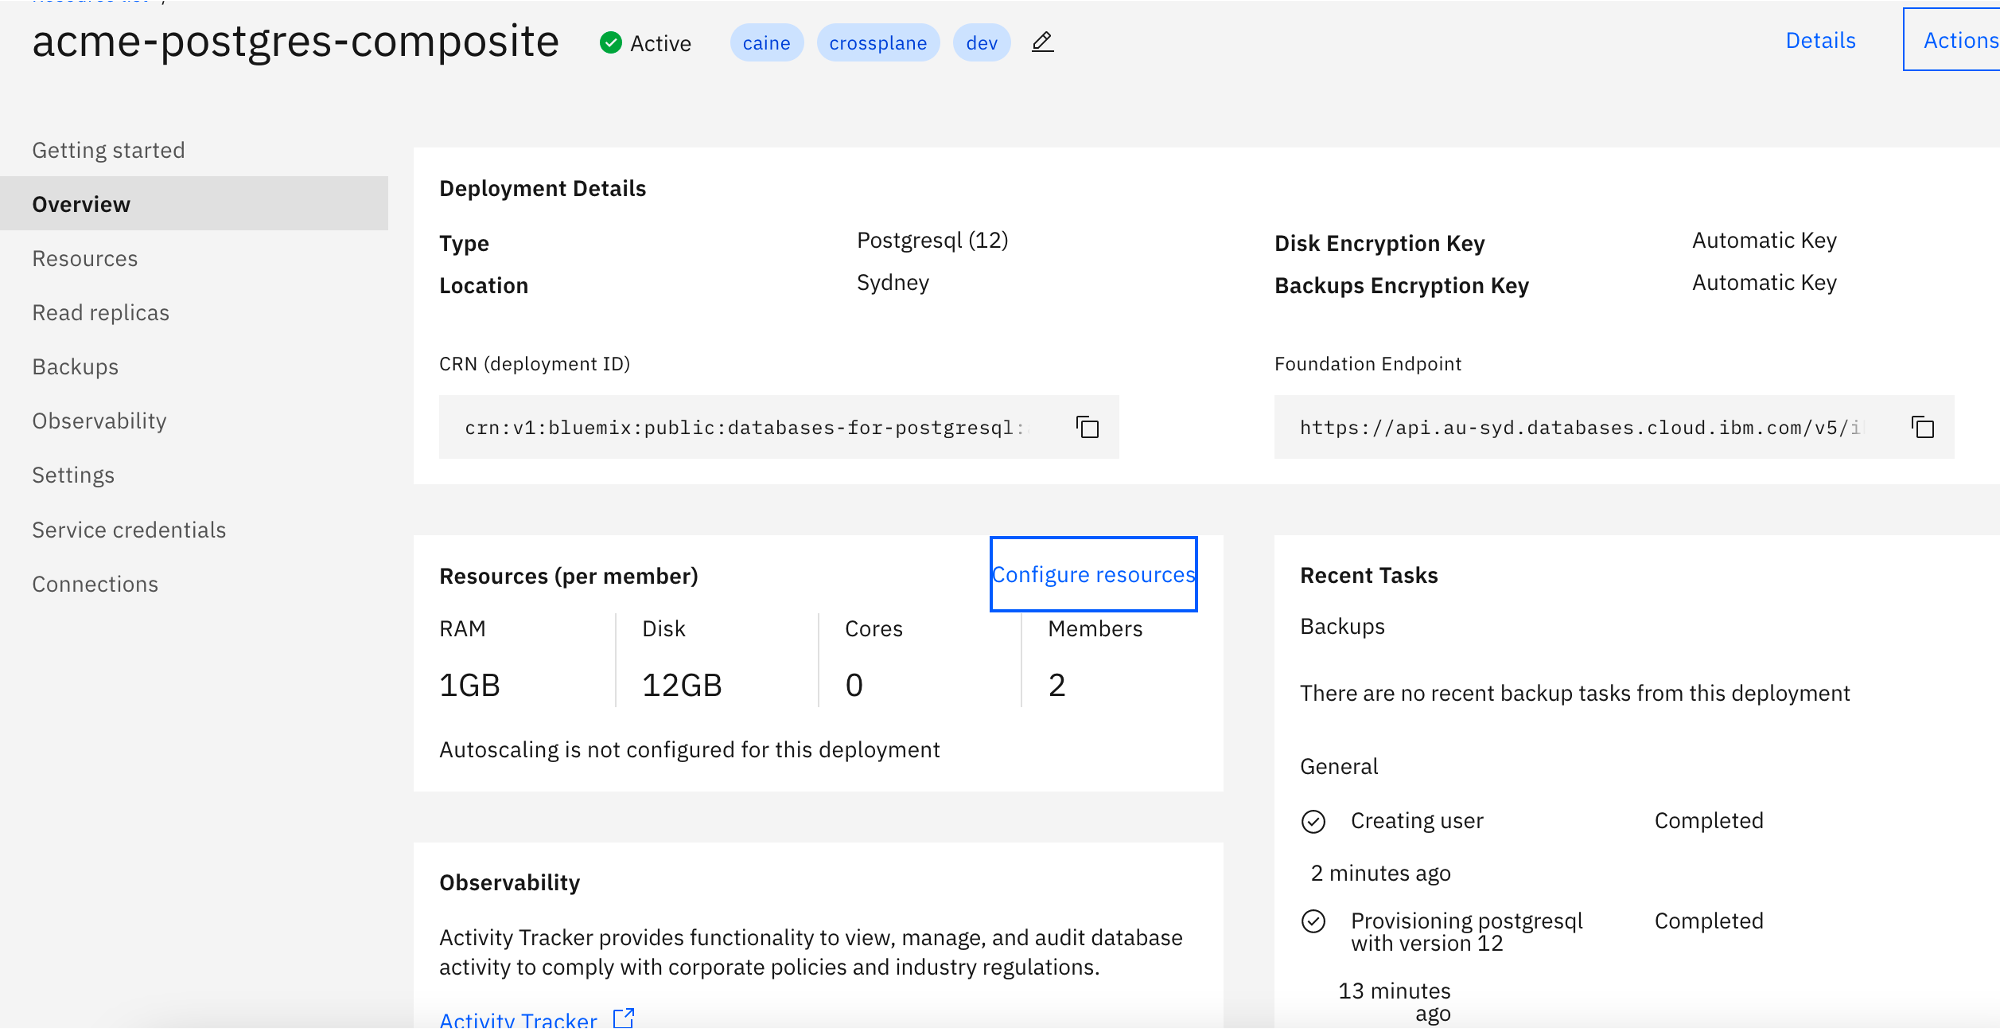 acme-postgres-composite
Active
caine
crossplane
dev
Details
Actions
Getting started
Overview
Resources
Read replicas
Backups
Observability
Settings
Service credentials
Connections
Deployment Details
Type
Postgresql (12)
Location
Sydney
Disk Encryption Key
Automatic Key
Backups Encryption Key
Automatic Key
CRN (deployment ID)
crn:v1:bluemix:public:databases-for-postgresql:
Foundation Endpoint
https://api.au-syd.databases.cloud.ibm.com/v5/i
Resources (per member)
Configure resources
RAM
1GB
Disk
12GB
Cores
0
Members
2
Autoscaling is not configured for this deployment
Observability
Activity Tracker provides functionality to view, manage, and audit database
activity to comply with corporate policies and industry regulations.
Activity Tracker
Recent Tasks
Backups
There are no recent backup tasks from this deployment
General
Creating user
Completed
2 minutes ago
Provisioning postgresql
with version 12
Completed
13 minutes
ago